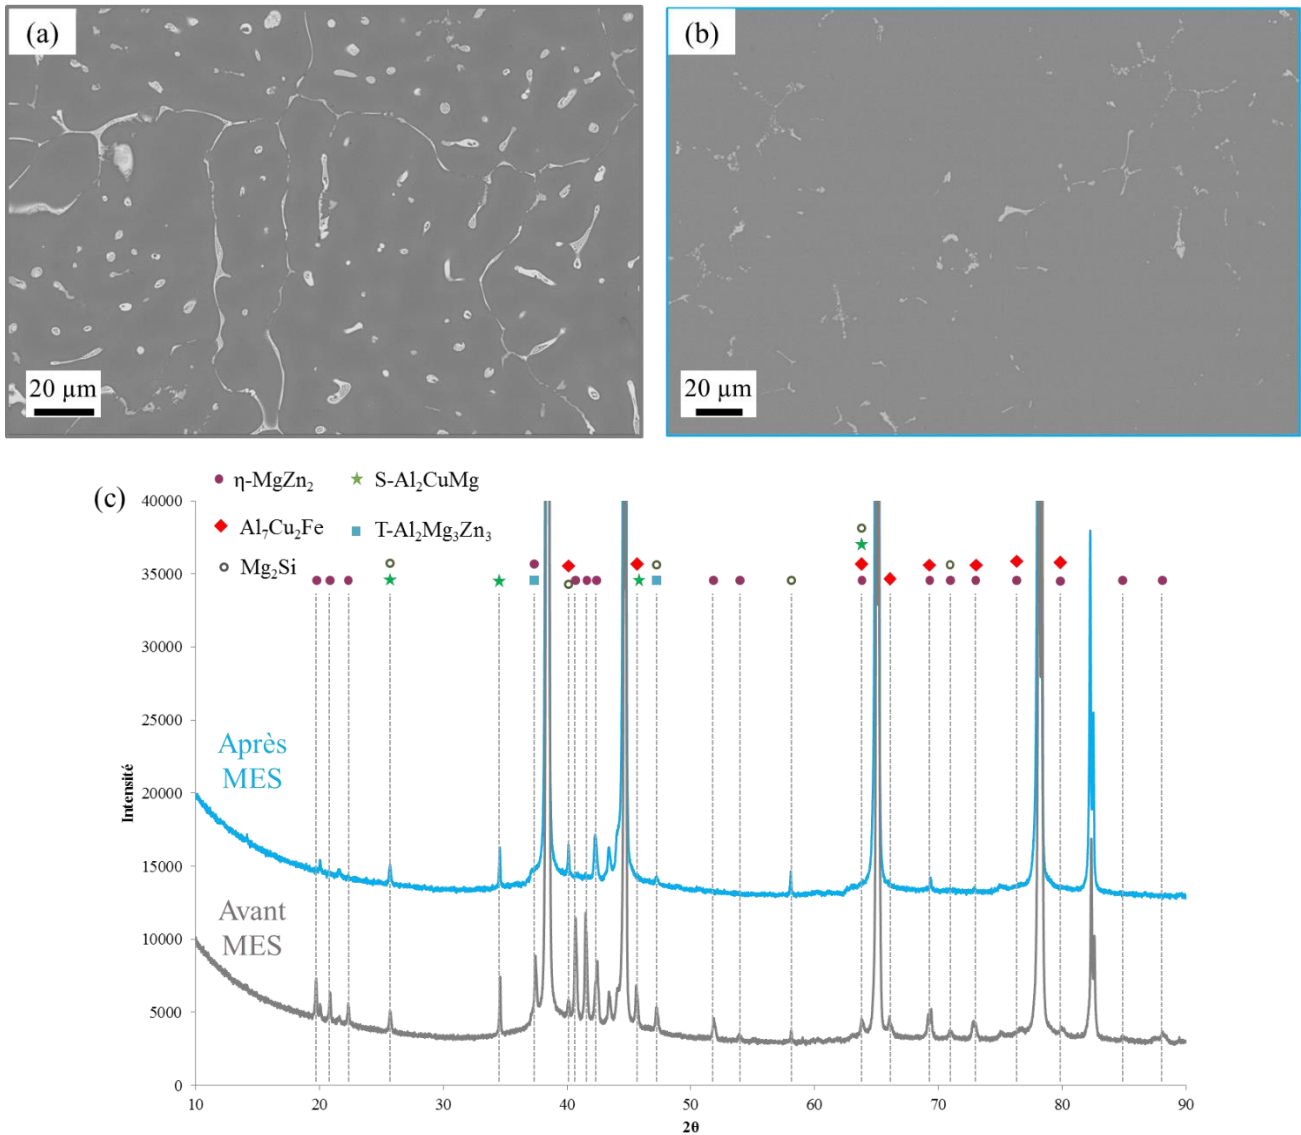 (a)
(b)
20 µm
20 µm
(c)
η-MgZn₂
S-Al₂CuMg
Al₇Cu₂Fe
T-Al₂Mg₃Zn₃
Mg₂Si
40000
35000
30000
25000
20000
15000
10000
5000
0
Intensité
Après
MES
Avant
MES
10 20 30 40 50 60 70 80 90
2θ